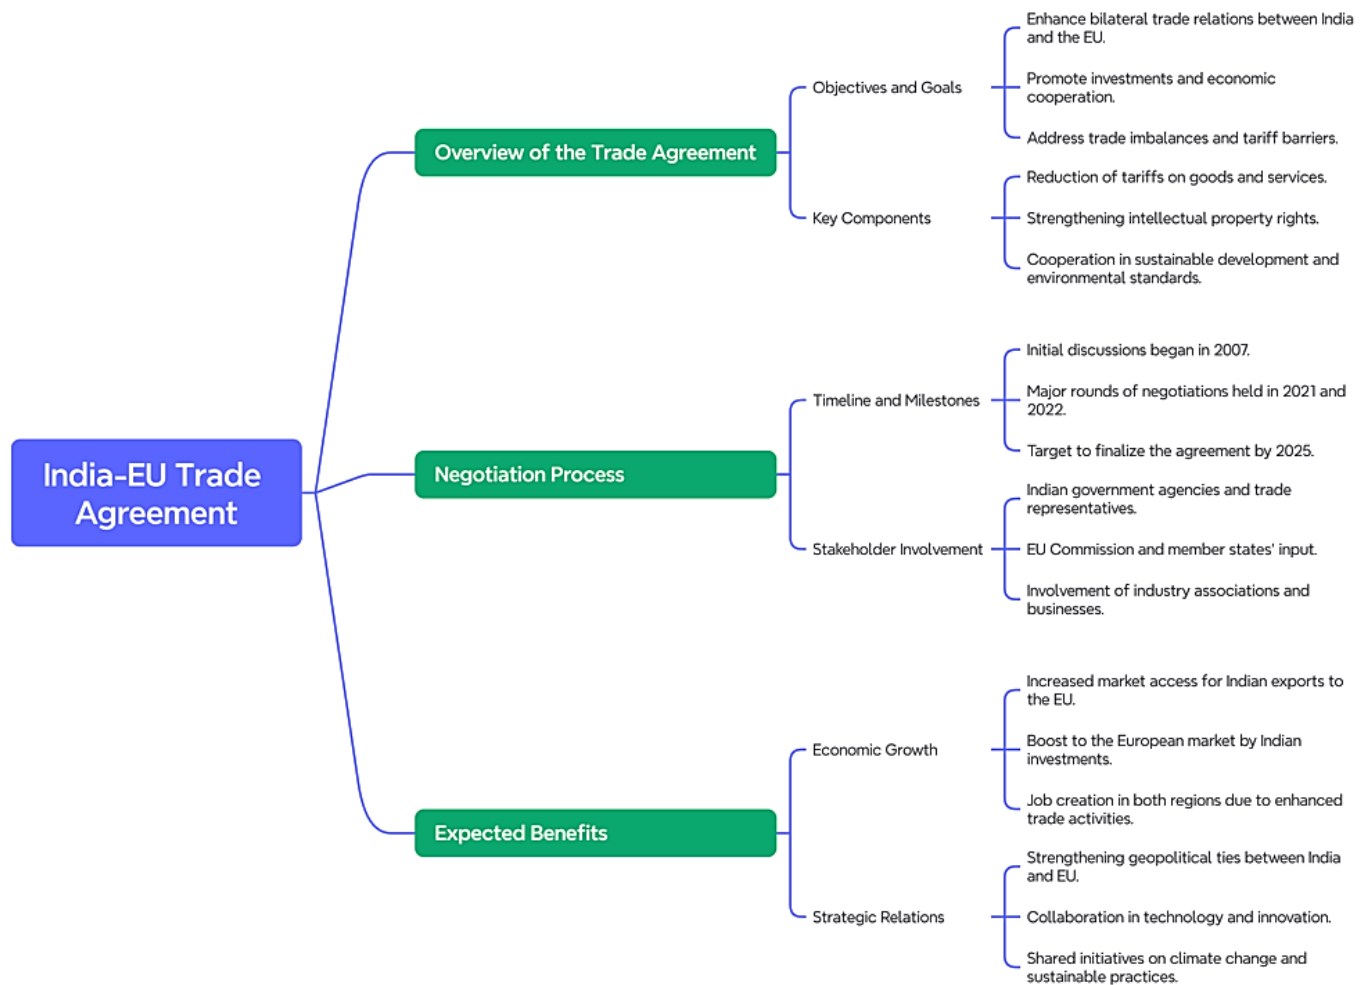 India-EU Trade
Agreement
Overview of the Trade Agreement
Objectives and Goals
Enhance bilateral trade relations between India
and the EU.
Promote investments and economic
cooperation.
Address trade imbalances and tariff barriers.
Key Components
Reduction of tariffs on goods and services.
Strengthening intellectual property rights.
Cooperation in sustainable development and
environmental standards.
Negotiation Process
Timeline and Milestones
Initial discussions began in 2007.
Major rounds of negotiations held in 2021 and
2022.
Target to finalize the agreement by 2025.
Stakeholder Involvement
Indian government agencies and trade
representatives.
EU Commission and member states' input.
Involvement of industry associations and
businesses.
Expected Benefits
Economic Growth
Increased market access for Indian exports to
the EU.
Boost to the European market by Indian
investments.
Job creation in both regions due to enhanced
trade activities.
Strategic Relations
Strengthening geopolitical ties between India
and EU.
Collaboration in technology and innovation.
Shared initiatives on climate change and
sustainable practices.